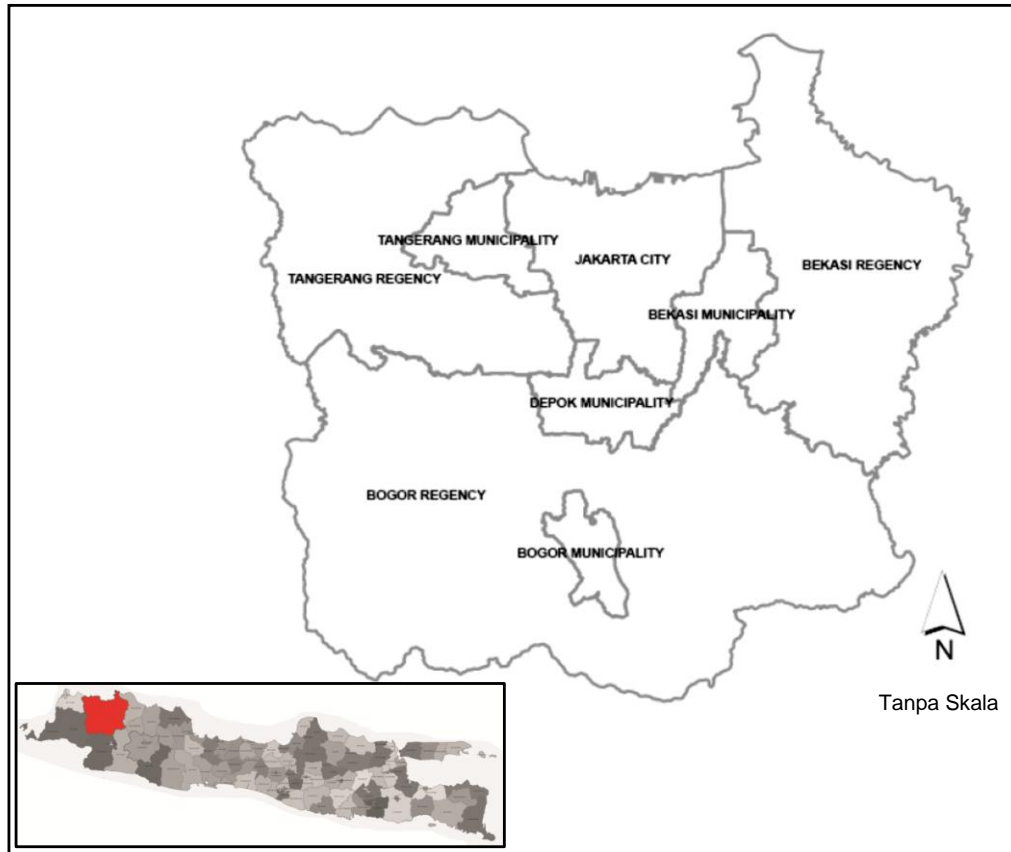 TANGERANG MUNICIPALITY
JAKARTA CITY
BEKASI REGENCY
TANGERANG REGENCY
BEKASI MUNICIPALITY
DEPOK MUNICIPALITY
BOGOR REGENCY
BOGOR MUNICIPALITY
N
Tanpa Skala